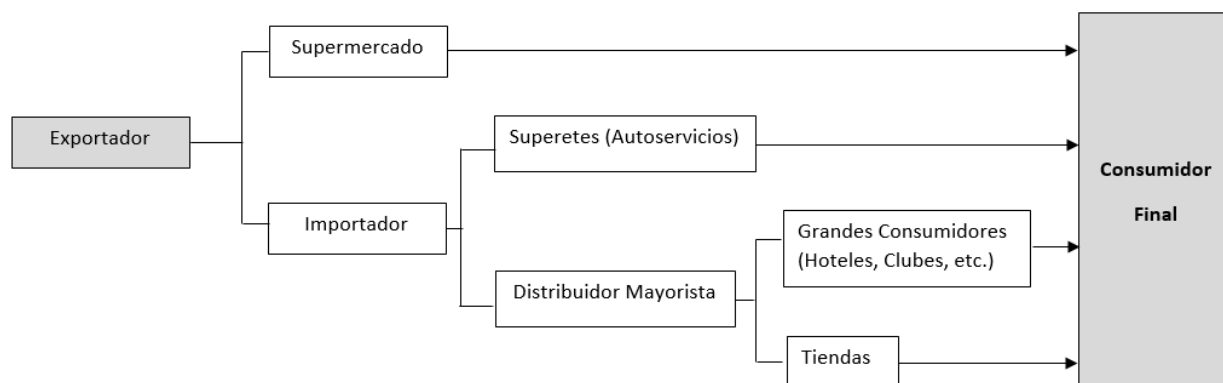 Supermercado
Exportador
Superetes (Autoservicios)
Importador
Grandes Consumidores
(Hoteles, Clubes, etc.)
Distribuidor Mayorista
Tiendas
Consumidor
Final